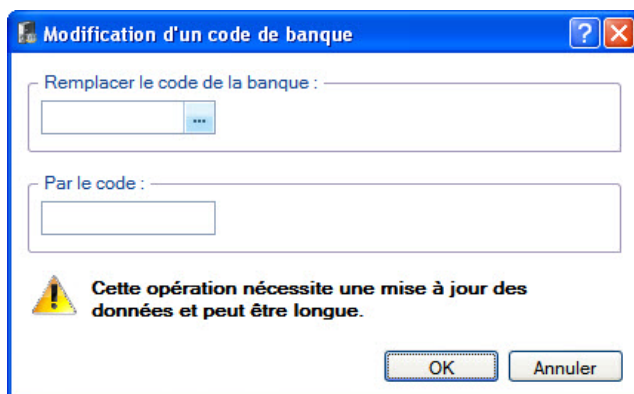 Modification d'un code de banque
Remplacer le code de la banque :
...
Par le code :
Cette opération nécessite une mise à jour des
données et peut être longue.
OK Annuler